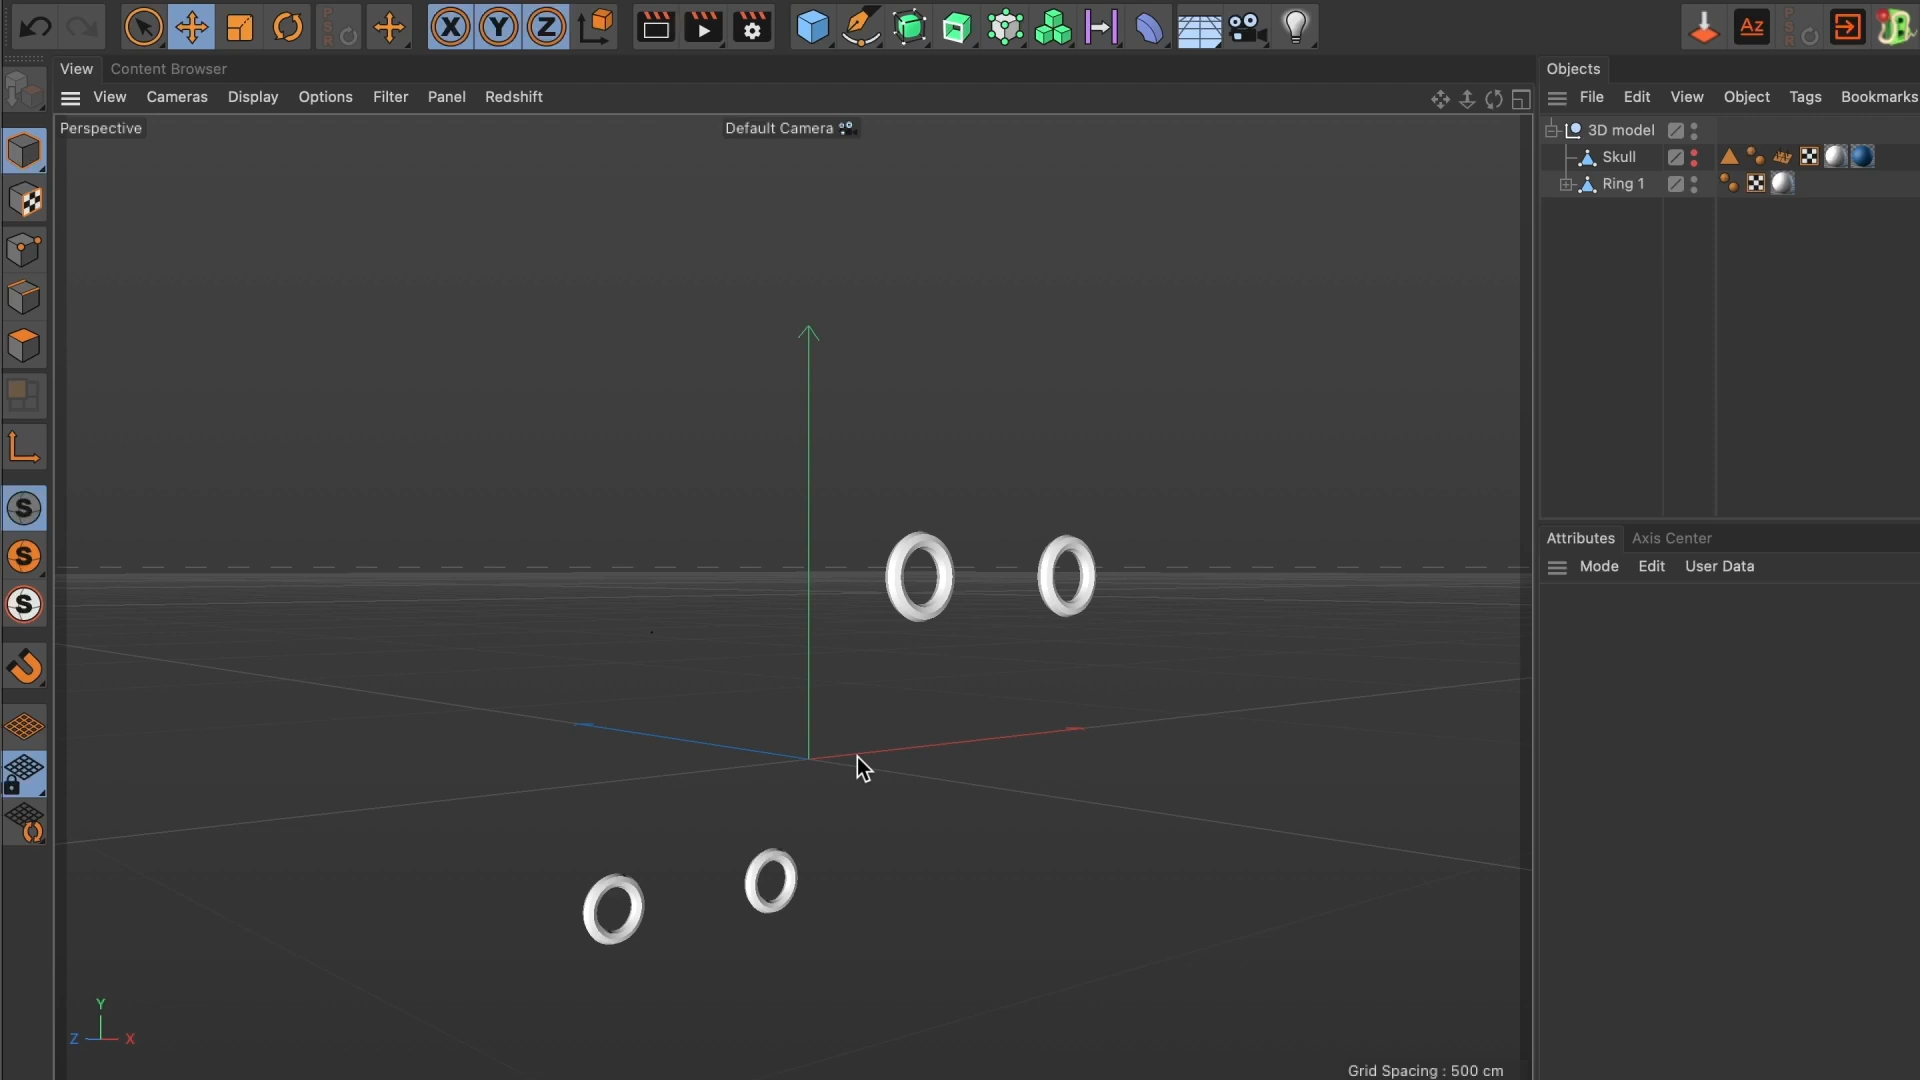 X Y Z
Az
View Content Browser
Objects
View Cameras Display Options Filter Panel Redshift
File Edit View Object Tags Bookmarks
Perspective
Default Camera
3D model
Skull
Ring 1
S
S
S
Attributes Axis Center
Mode Edit User Data
Y
Z X
Grid Spacing : 500 cm